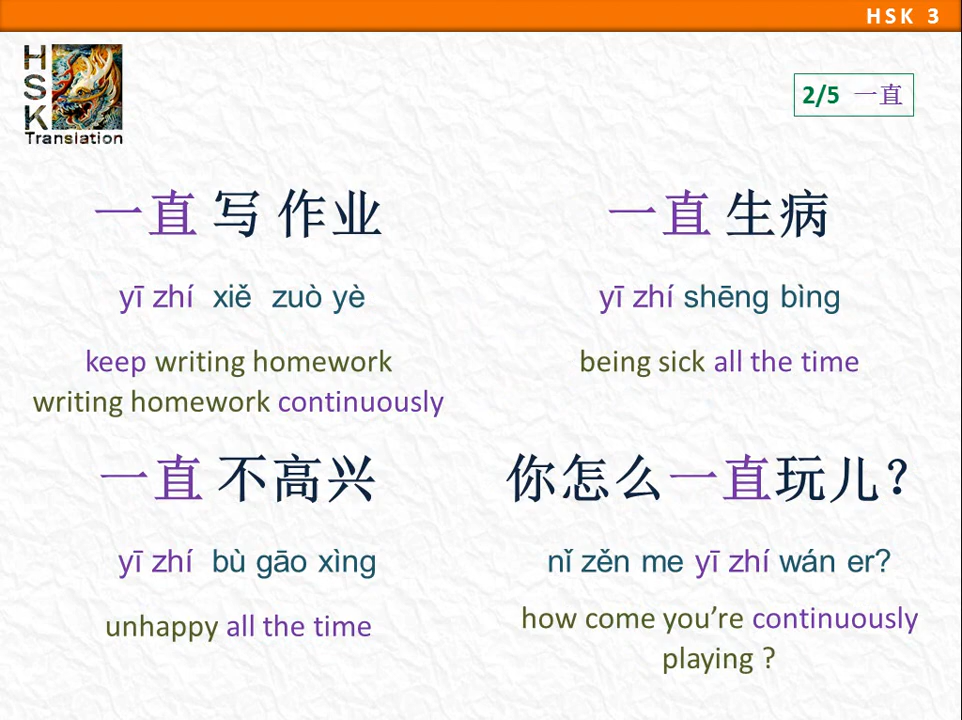 HSK 3
HSK
Translation
2/5 一直
一直 写 作业
yī zhí xiě zuò yè
keep writing homework
writing homework continuously
一直 生病
yī zhí shēng bìng
being sick all the time
一直 不高兴
yī zhí bù gāo xìng
unhappy all the time
你怎么一直玩儿?
nǐ zěn me yī zhí wán er?
how come you’re continuously
playing ?